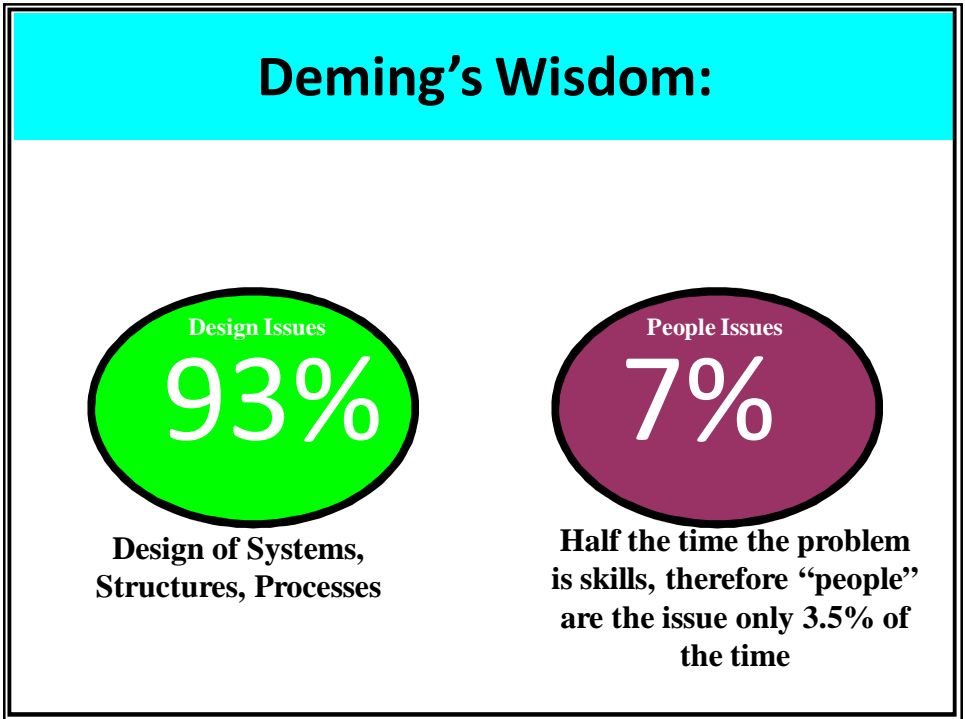 Deming’s Wisdom:
Design Issues
93%
Design of Systems,
Structures, Processes
People Issues
7%
Half the time the problem
is skills, therefore “people”
are the issue only 3.5% of
the time